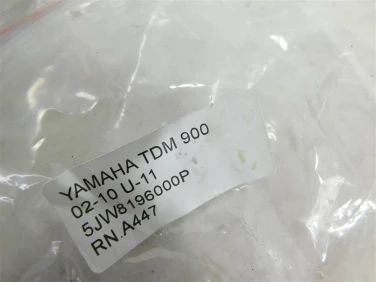 YAMAHA TDM 900
02-10 U-11
5JW8196000P
RN.A447